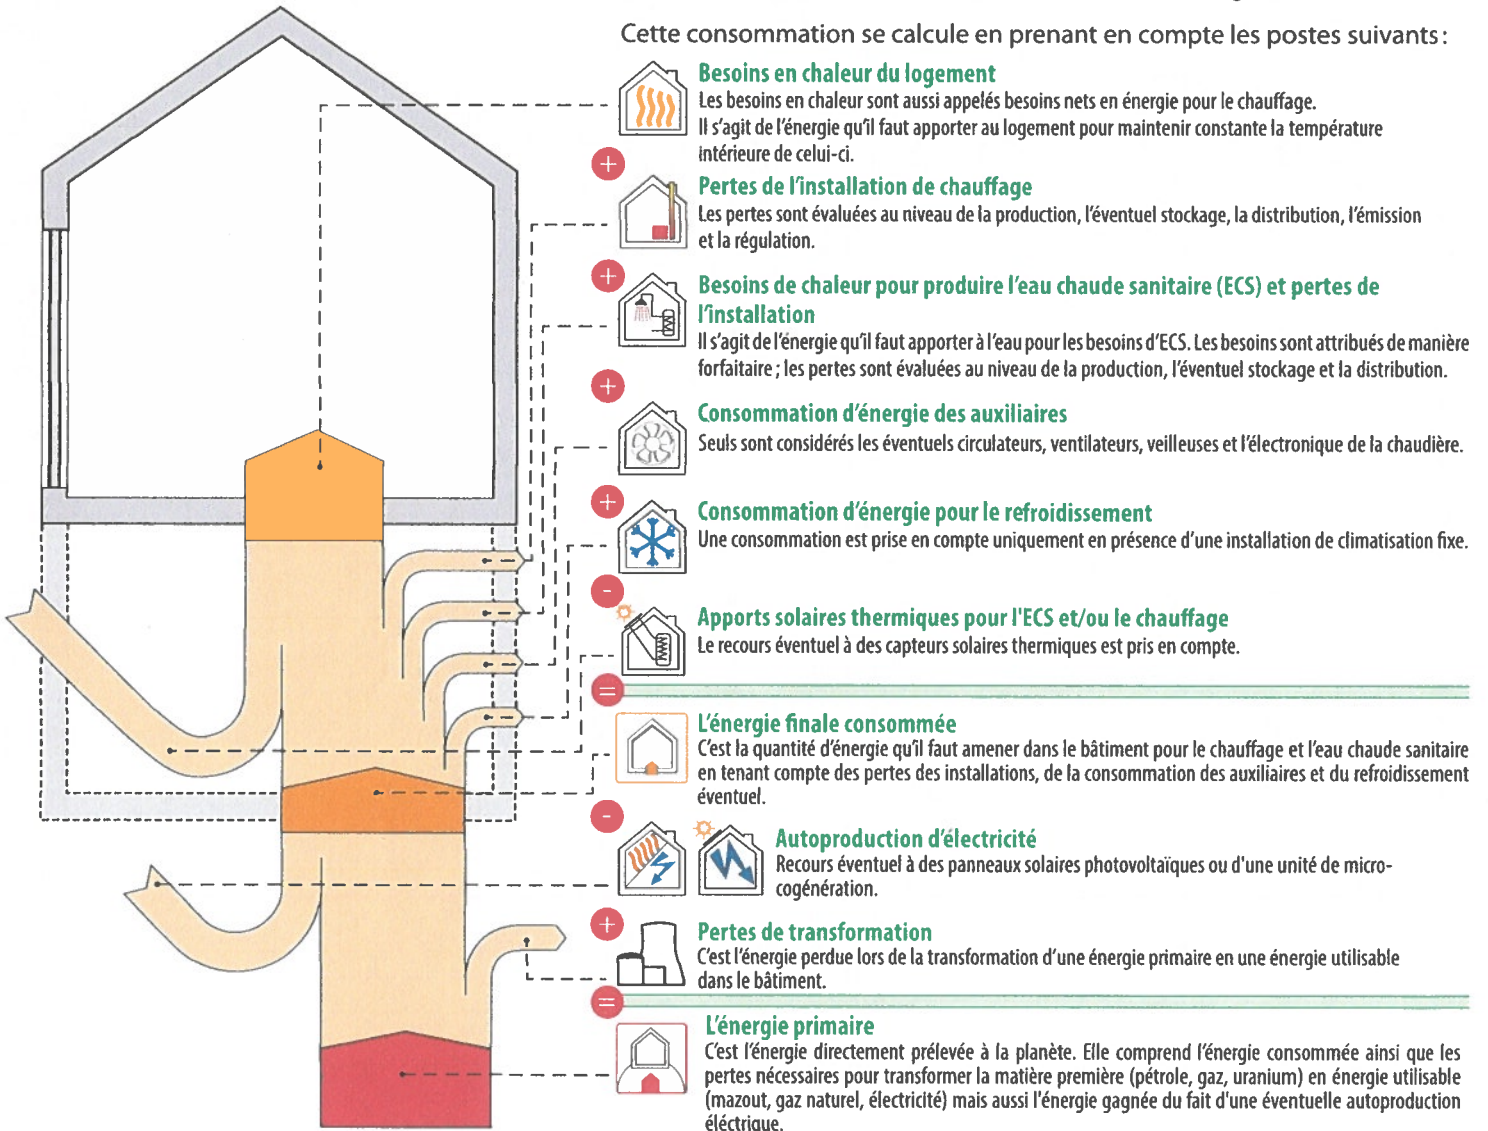 Cette consommation se calcule en prenant en compte les postes suivants :
Besoins en chaleur du logement
Les besoins en chaleur sont aussi appelés besoins nets en énergie pour le chauffage.
Il s'agit de l'énergie qu'il faut apporter au logement pour maintenir constante la température
intérieure de celui-ci.
+
Pertes de l'installation de chauffage
Les pertes sont évaluées au niveau de la production, l'éventuel stockage, la distribution, l'émission
et la régulation.
+
Besoins de chaleur pour produire l'eau chaude sanitaire (ECS) et pertes de
l'installation
Il s'agit de l'énergie qu'il faut apporter à l'eau pour les besoins d'ECS. Les besoins sont attribués de manière
forfaitaire ; les pertes sont évaluées au niveau de la production, l'éventuel stockage et la distribution.
+
Consommation d'énergie des auxiliaires
Seuls sont considérés les éventuels circulateurs, ventilateurs, veilleuses et l'électronique de la chaudière.
+
Consommation d'énergie pour le refroidissement
Une consommation est prise en compte uniquement en présence d'une installation de climatisation fixe.
-
Apports solaires thermiques pour l'ECS et/ou le chauffage
Le recours éventuel à des capteurs solaires thermiques est pris en compte.
=
L'énergie finale consommée
C'est la quantité d'énergie qu'il faut amener dans le bâtiment pour le chauffage et l'eau chaude sanitaire
en tenant compte des pertes des installations, de la consommation des auxiliaires et du refroidissement
éventuel.
-
Autoproduction d'électricité
Recours éventuel à des panneaux solaires photovoltaïques ou d'une unité de micro-
cogénération.
+
Pertes de transformation
C'est l'énergie perdue lors de la transformation d'une énergie primaire en une énergie utilisable
dans le bâtiment.
=
L'énergie primaire
C'est l'énergie directement prélevée à la planète. Elle comprend l'énergie consommée ainsi que les
pertes nécessaires pour transformer la matière première (pétrole, gaz, uranium) en énergie utilisable
(mazout, gaz naturel, électricité) mais aussi l'énergie gagnée du fait d'une éventuelle autoproduction
éléctrique.